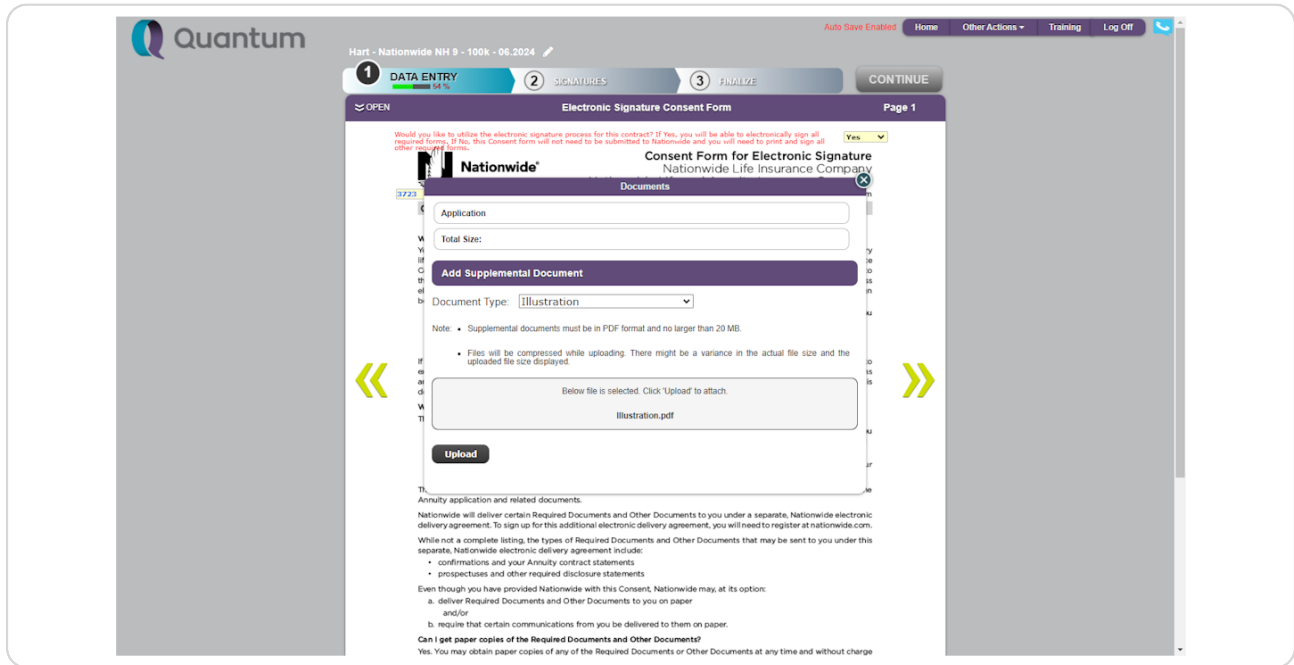 Quantum
Auto Save Enabled
Home
Other Actions
Training
Log Off
Hart - Nationwide NH 9 - 100k - 06.2024
1
DATA ENTRY
54 %
2
SIGNATURES
3
FINALIZE
CONTINUE
OPEN
Electronic Signature Consent Form
Page 1
Would you like to utilize the electronic signature process for this contract? If Yes, you will be able to electronically sign all
required forms. If No, this Consent form will not need to be submitted to Nationwide and you will need to print and sign all
other required forms.
Yes
Nationwide®
Consent Form for Electronic Signature
Nationwide Life Insurance Company
3723
Documents
Application
Total Size:
Add Supplemental Document
Document Type:
Illustration
Note:
• Supplemental documents must be in PDF format and no larger than 20 MB.
• Files will be compressed while uploading. There might be a variance in the actual file size and the
uploaded file size displayed.
Below file is selected. Click 'Upload' to attach.
Illustration.pdf
Upload
Annuity application and related documents.
Nationwide will deliver certain Required Documents and Other Documents to you under a separate, Nationwide electronic
delivery agreement. To sign up for this additional electronic delivery agreement, you will need to register at nationwide.com.
While not a complete listing, the types of Required Documents and Other Documents that may be sent to you under this
separate, Nationwide electronic delivery agreement include:
• confirmations and your Annuity contract statements
• prospectuses and other required disclosure statements
Even though you have provided Nationwide with this Consent, Nationwide may, at its option:
a. deliver Required Documents and Other Documents to you on paper
and/or
b. require that certain communications from you be delivered to them on paper.
Can I get paper copies of the Required Documents and Other Documents?
Yes. You may obtain paper copies of any of the Required Documents or Other Documents at any time and without charge